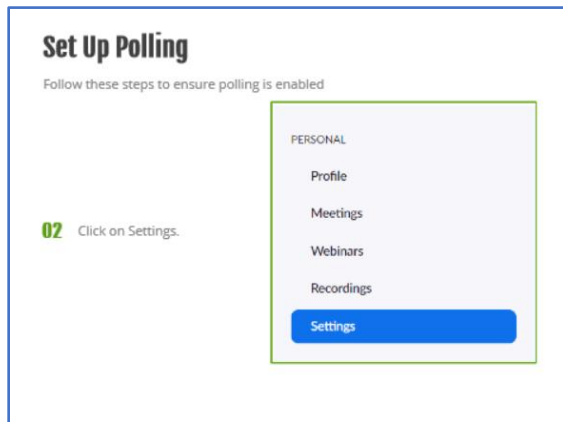 Set Up Polling
Follow these steps to ensure polling is enabled
PERSONAL
Profile
Meetings
02 Click on Settings.
Webinars
Recordings
Settings